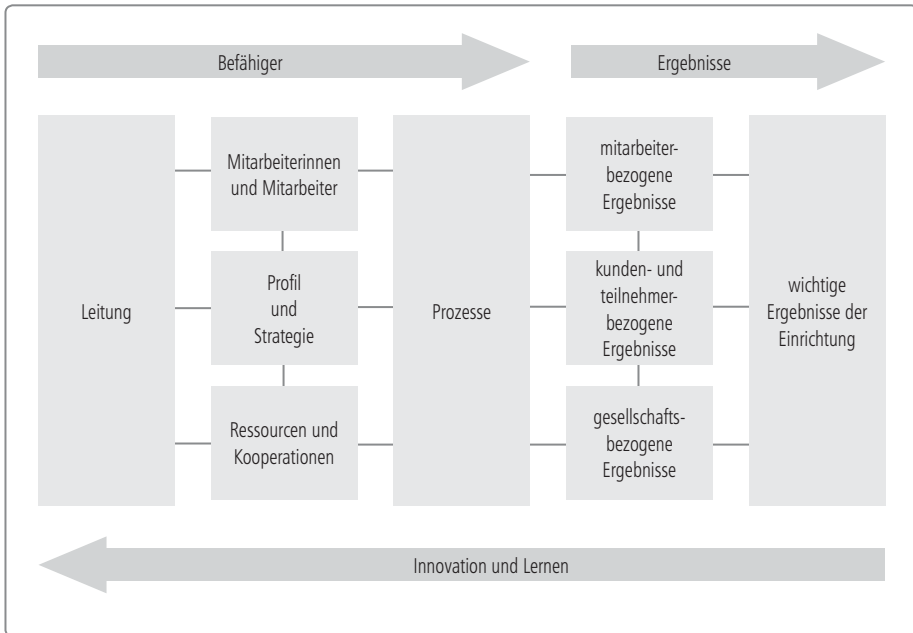 Befähiger
Ergebnisse
Leitung
Mitarbeiterinnen
und Mitarbeiter
Profil
und
Strategie
Ressourcen und
Kooperationen
Prozesse
mitarbeiter-
bezogene
Ergebnisse
kunden- und
teilnehmer-
bezogene
Ergebnisse
gesellschafts-
bezogene
Ergebnisse
wichtige
Ergebnisse der
Einrichtung
Innovation und Lernen